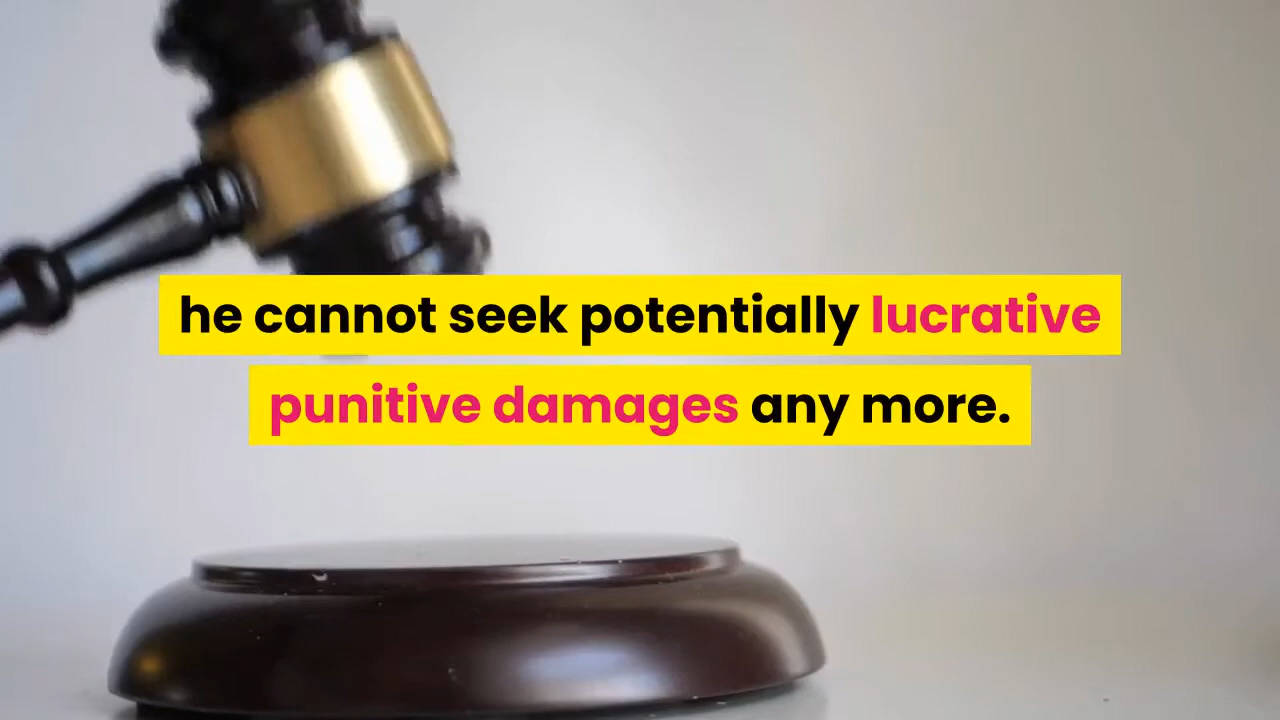 he cannot seek potentially lucrative
punitive damages any more.